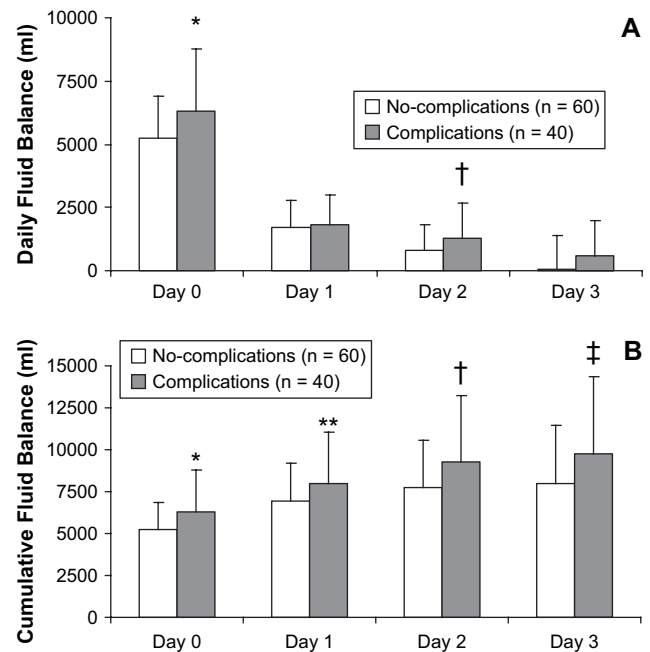 A
Daily Fluid Balance (ml)
10000
7500
5000
2500
0
*
No-complications (n = 60)
Complications (n = 40)
†
Day 0 Day 1 Day 2 Day 3
B
Cumulative Fluid Balance (ml)
15000
12500
10000
7500
5000
2500
0
No-complications (n = 60)
Complications (n = 40)
* ** † ‡
Day 0 Day 1 Day 2 Day 3